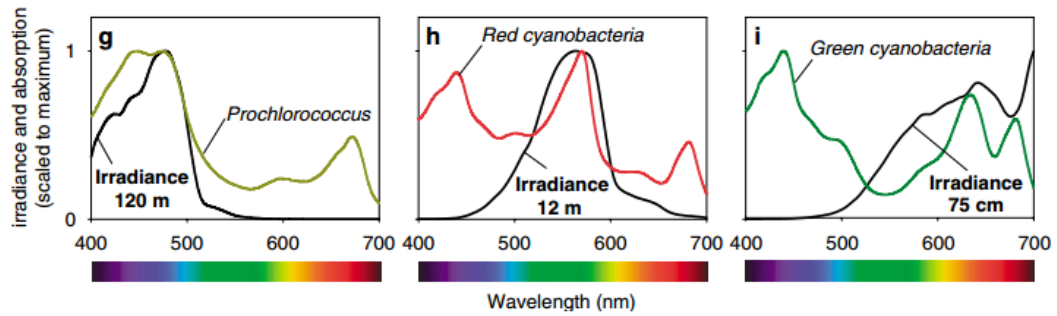 irradiance and absorption
(scaled to maximum)
1
0
g
Prochlorococcus
Irradiance
120 m
400 500 600 700
h
Red cyanobacteria
Irradiance
12 m
400 500 600 700
i
Green cyanobacteria
Irradiance
75 cm
400 500 600 700
Wavelength (nm)